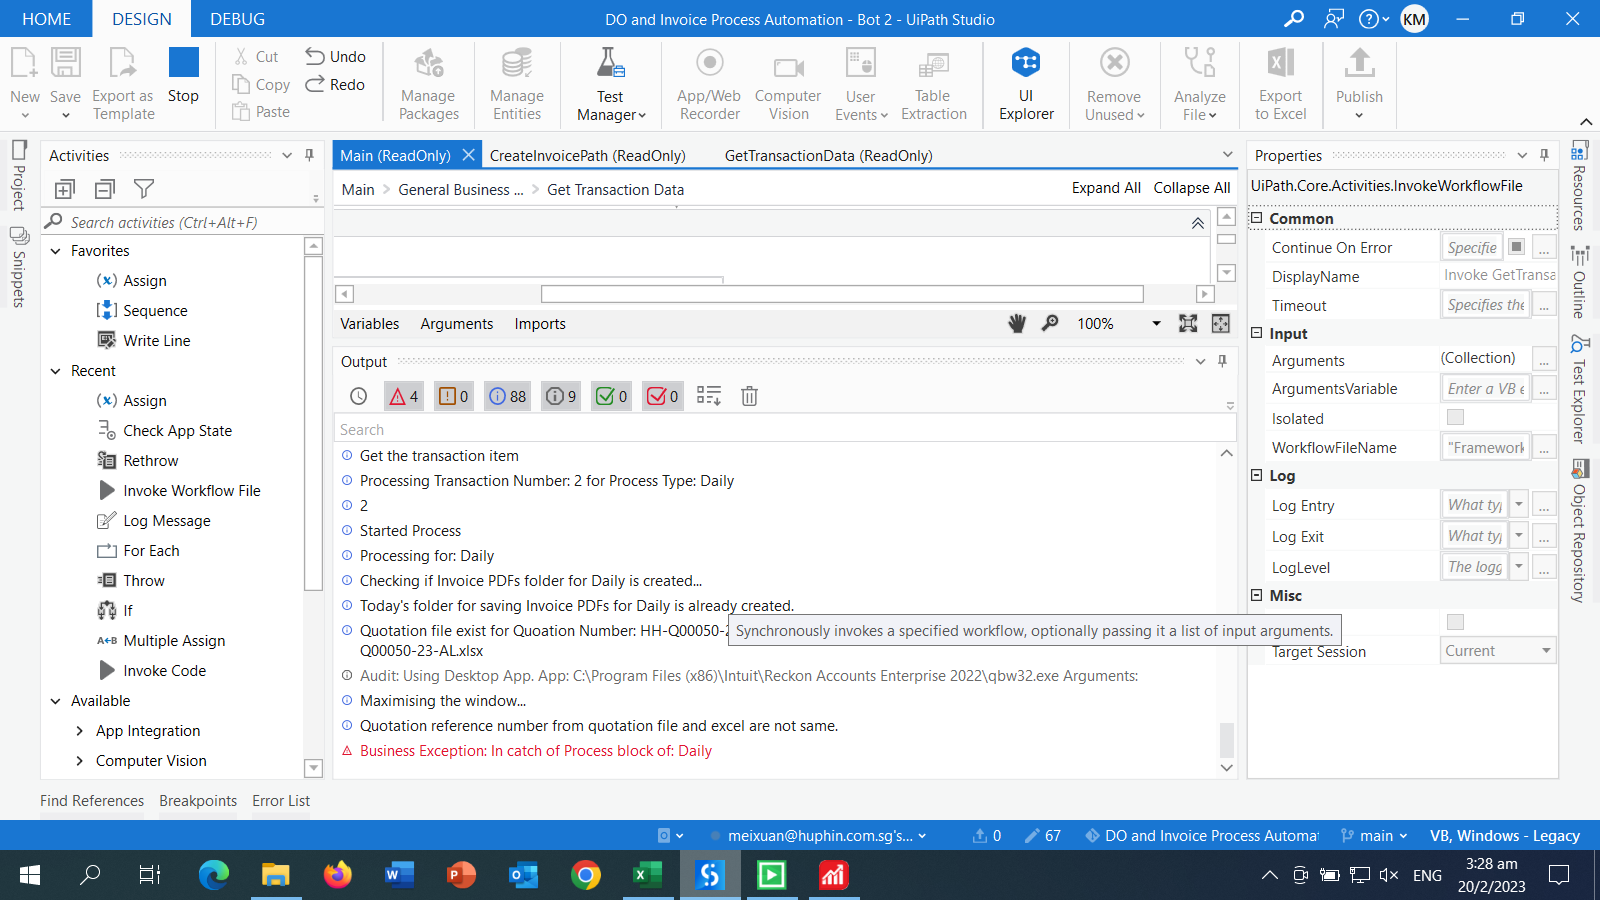 HOME DESIGN DEBUG DO and Invoice Process Automation - Bot 2 - UiPath Studio KM
New Save Export as Template Stop Cut Copy Paste Undo Redo Manage Packages Manage Entities Test Manager App/Web Recorder Computer Vision User Events Table Extraction UI Explorer Remove Unused Analyze File Export to Excel Publish
Project
Snippets
Activities
Search activities (Ctrl+Alt+F)
Favorites
Assign
Sequence
Write Line
Recent
Assign
Check App State
Rethrow
Invoke Workflow File
Log Message
For Each
Throw
If
Multiple Assign
Invoke Code
Available
App Integration
Computer Vision
Find References Breakpoints Error List
Main (ReadOnly) CreateInvoicePath (ReadOnly) GetTransactionData (ReadOnly)
Main > General Business ... > Get Transaction Data Expand All Collapse All
Variables Arguments Imports 100%
Output
4 0 88 9 0 0
Search
Get the transaction item
Processing Transaction Number: 2 for Process Type: Daily
2
Started Process
Processing for: Daily
Checking if Invoice PDFs folder for Daily is created...
Today's folder for saving Invoice PDFs for Daily is already created.
Quotation file exist for Quoation Number: HH-Q00050-2
Q00050-23-AL.xlsx
Synchronously invokes a specified workflow, optionally passing it a list of input arguments.
Audit: Using Desktop App. App: C:\Program Files (x86)\Intuit\Reckon Accounts Enterprise 2022\qbw32.exe Arguments:
Maximising the window...
Quotation reference number from quotation file and excel are not same.
Business Exception: In catch of Process block of: Daily
Properties
UiPath.Core.Activities.InvokeWorkflowFile
Common
Continue On Error Specifie ...
DisplayName Invoke GetTransa
Timeout Specifies the ...
Input
Arguments (Collection) ...
ArgumentsVariable Enter a VB e ...
Isolated
WorkflowFileName "Framework ...
Log
Log Entry What typ ...
Log Exit What typ ...
LogLevel The logg ...
Misc
Target Session Current
Resources
Outline
Test Explorer
Object Repository
meixuan@huphin.com.sg's... 0 67 DO and Invoice Process Automat main VB, Windows - Legacy
ENG 3:28 am
20/2/2023